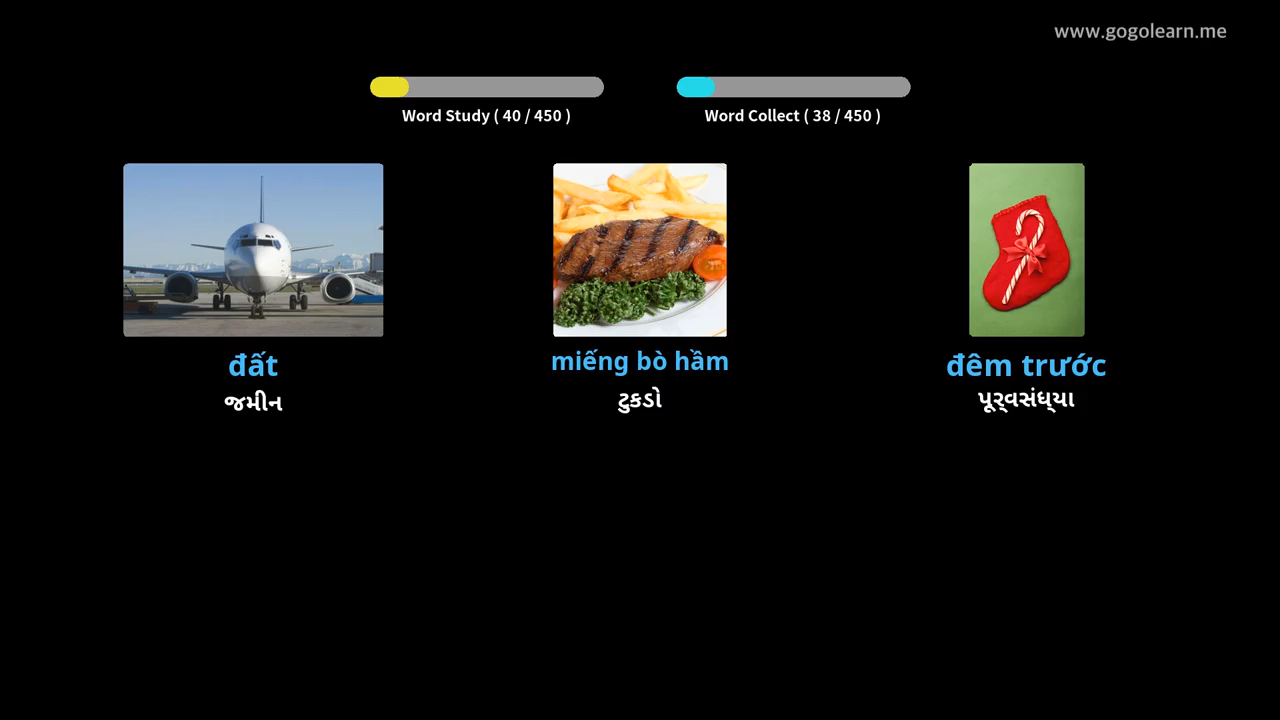 www.gogolearn.me
Word Study ( 40 / 450 )
Word Collect ( 38 / 450 )
đất
miếng bò hầm
đêm trước
જમીન
ટુકડો
પૂર્વસંધ્યા